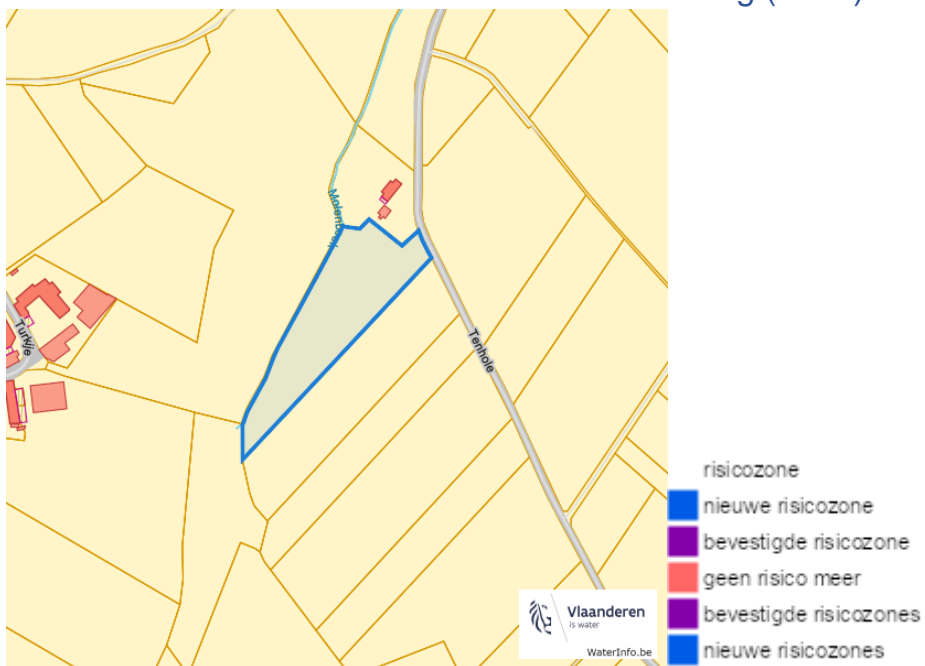 g (
Molenb
Turkije
Tenhole
Vlaanderen
is water
WaterInfo.be
risicozone
nieuwe risicozone
bevestigde risicozone
geen risico meer
bevestigde risicozones
nieuwe risicozones